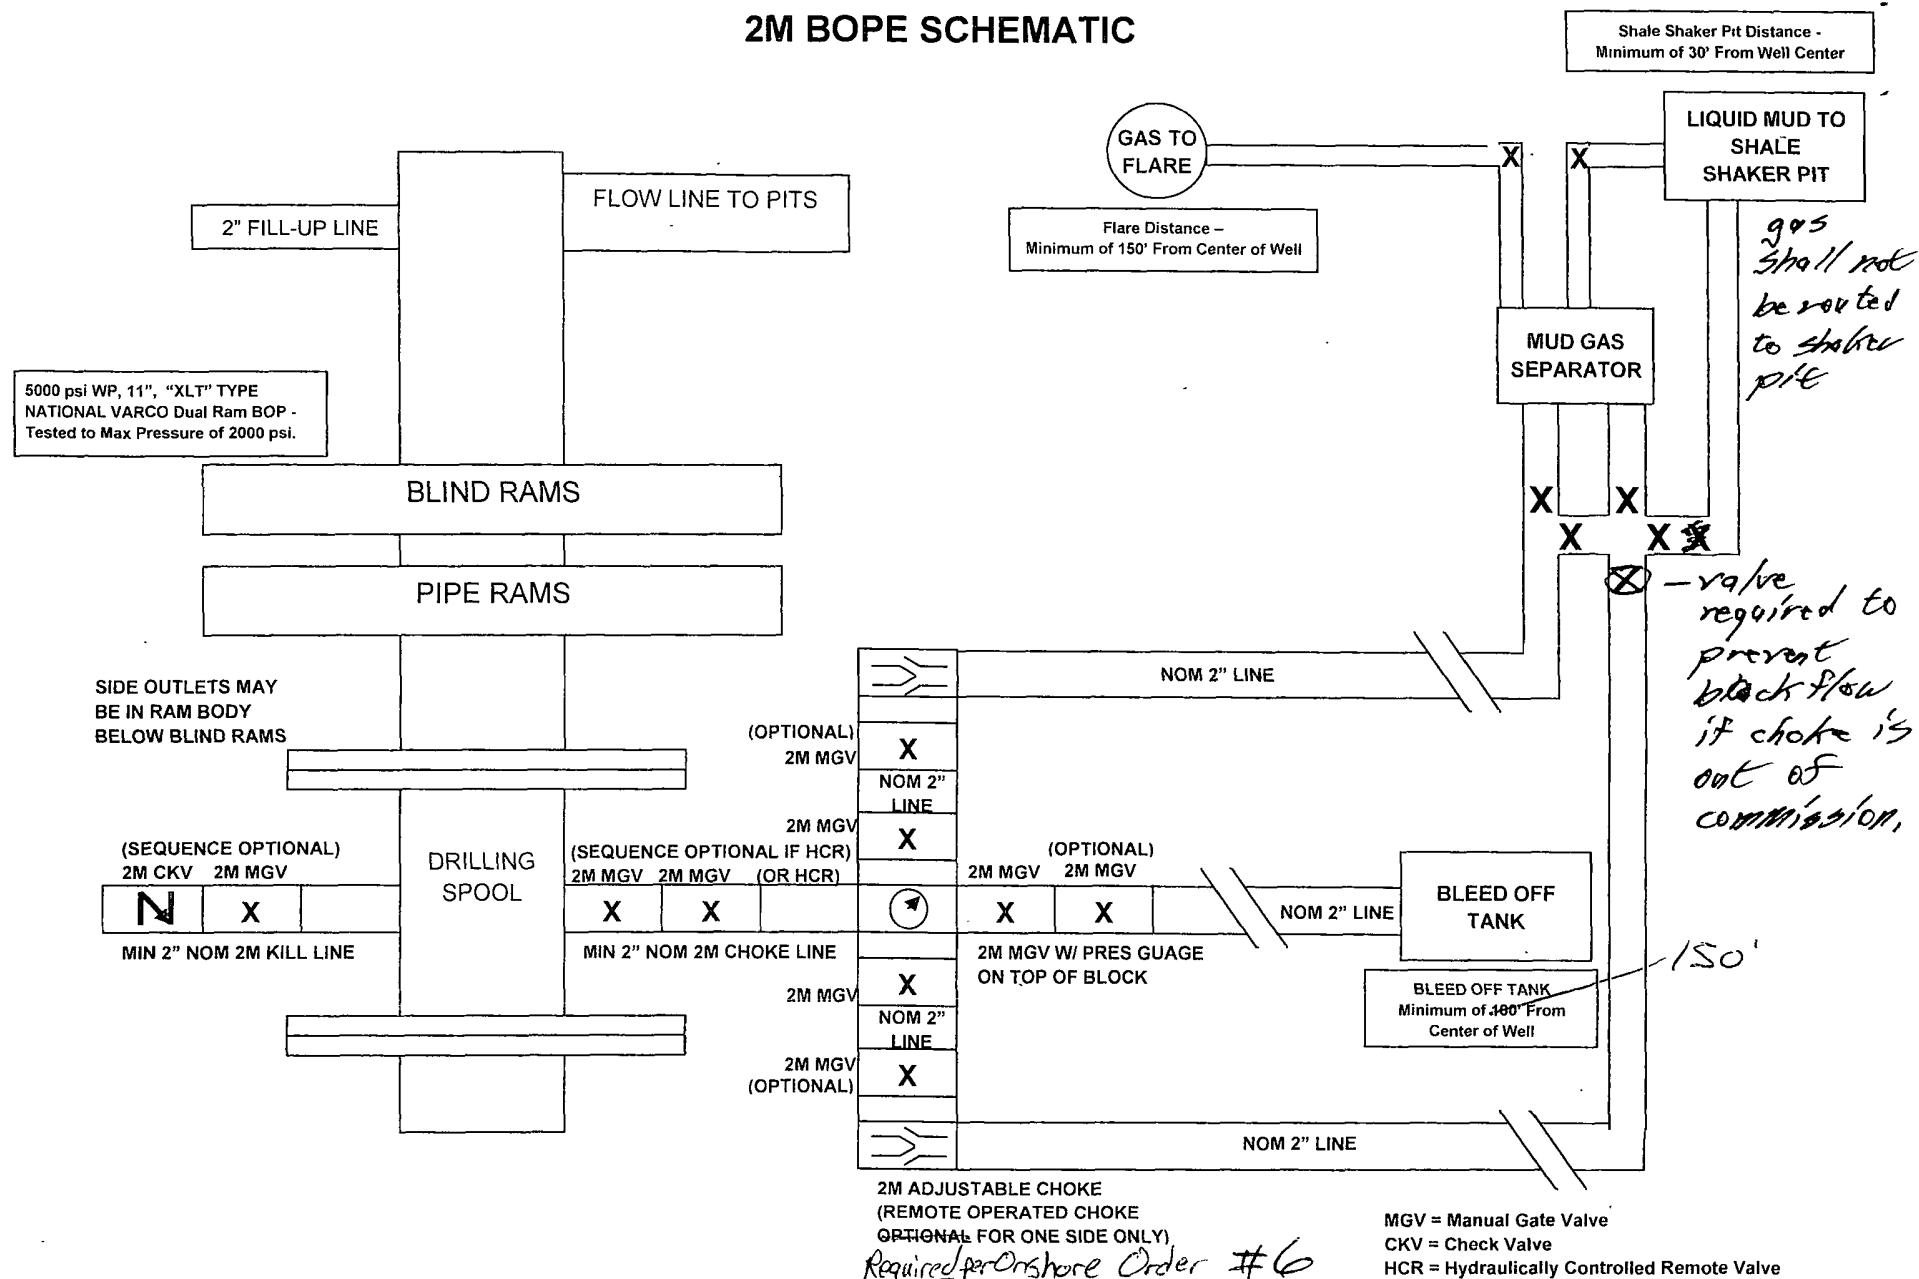 2M BOPE SCHEMATIC
Shale Shaker Pit Distance -
Minimum of 30' From Well Center
GAS TO
FLARE
LIQUID MUD TO
SHALE
SHAKER PIT
Flare Distance –
Minimum of 150' From Center of Well
gas
shall not
be routed
to shaker
pit
2" FILL-UP LINE
FLOW LINE TO PITS
MUD GAS
SEPARATOR
5000 psi WP, 11", "XLT" TYPE
NATIONAL VARCO Dual Ram BOP -
Tested to Max Pressure of 2000 psi.
BLIND RAMS
PIPE RAMS
X
X
X
X
X
X
X
X
- valve
required to
prevent
back flow
if choke is
out of
commission.
SIDE OUTLETS MAY
BE IN RAM BODY
BELOW BLIND RAMS
NOM 2" LINE
(OPTIONAL)
2M MGV
X
NOM 2"
LINE
2M MGV
X
(SEQUENCE OPTIONAL)
2M CKV 2M MGV
X
MIN 2" NOM 2M KILL LINE
DRILLING
SPOOL
(SEQUENCE OPTIONAL IF HCR)
2M MGV 2M MGV (OR HCR)
X X
MIN 2" NOM 2M CHOKE LINE
(OPTIONAL)
2M MGV 2M MGV
X X
2M MGV W/ PRES GUAGE
ON TOP OF BLOCK
NOM 2" LINE
BLEED OFF
TANK
150'
BLEED OFF TANK
Minimum of 100' From
Center of Well
2M MGV
X
NOM 2"
LINE
2M MGV
(OPTIONAL)
X
NOM 2" LINE
2M ADJUSTABLE CHOKE
(REMOTE OPERATED CHOKE
OPTIONAL FOR ONE SIDE ONLY)
Required per Onshore Order #6
MGV = Manual Gate Valve
CKV = Check Valve
HCR = Hydraulically Controlled Remote Valve